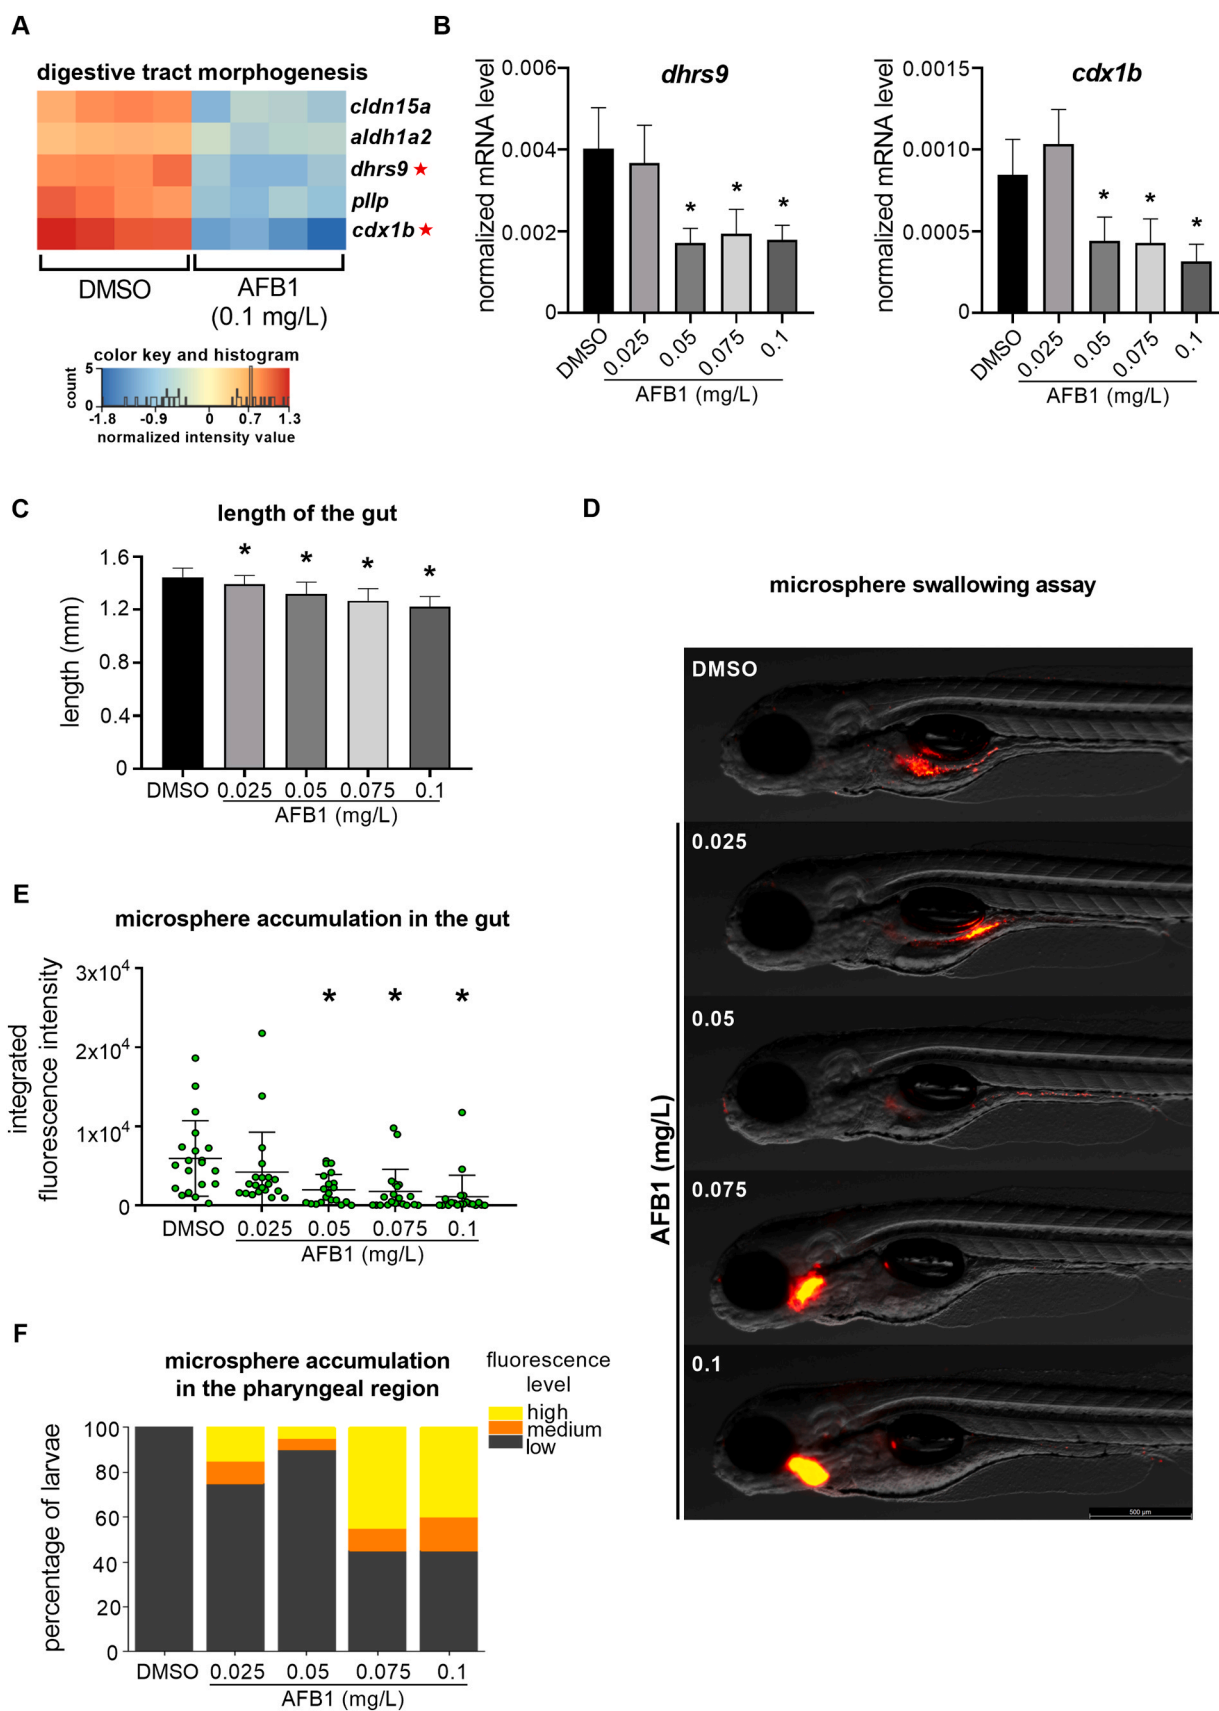 A
digestive tract morphogenesis
cldn15a
aldh1a2
dhrs9 ★
pllp
cdx1b ★
DMSO
AFB1
(0.1 mg/L)
color key and histogram
count
5
0
-1.8 -0.9 0 0.7 1.3
normalized intensity value
B
dhrs9
normalized mRNA level
0.006
0.004
0.002
0
* * *
DMSO 0.025 0.05 0.075 0.1
AFB1 (mg/L)
cdx1b
normalized mRNA level
0.0015
0.0010
0.0005
0
* * *
DMSO 0.025 0.05 0.075 0.1
AFB1 (mg/L)
C
length of the gut
length (mm)
1.6
1.2
0.8
0.4
0
* * * *
DMSO 0.025 0.05 0.075 0.1
AFB1 (mg/L)
D
microsphere swallowing assay
DMSO
0.025
0.05
0.075
0.1
AFB1 (mg/L)
500 µm
E
microsphere accumulation in the gut
integrated
fluorescence intensity
3x10⁴
2x10⁴
1x10⁴
0
* * *
DMSO 0.025 0.05 0.075 0.1
AFB1 (mg/L)
F
microsphere accumulation
in the pharyngeal region
fluorescence
level
high
medium
low
percentage of larvae
100
80
60
40
20
0
DMSO 0.025 0.05 0.075 0.1
AFB1 (mg/L)